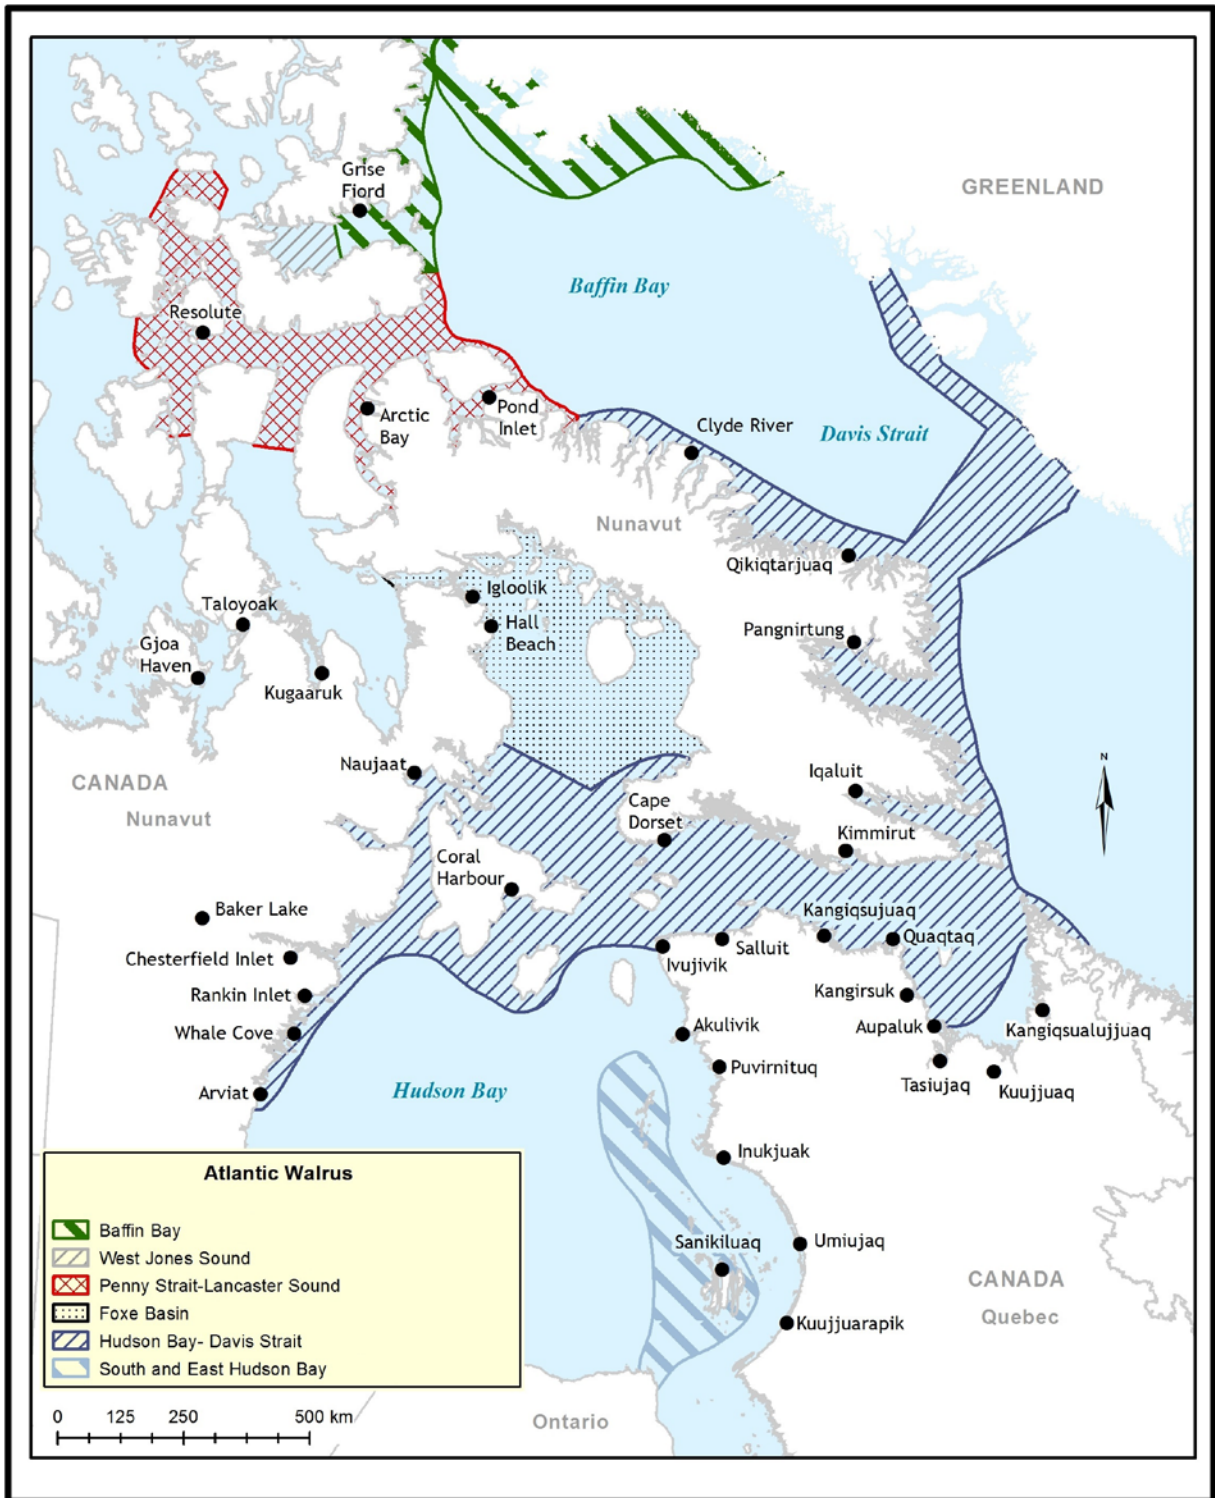 Grise
Fiord
GREENLAND
Baffin Bay
Resolute
Arctic
Bay
Pond
Inlet
Clyde River
Davis Strait
Nunavut
Qikiqtarjuaq
Igloolik
Hall
Beach
Taloyoak
Gjoa
Haven
Kugaaruk
Pangnirtung
Naujaat
CANADA
Nunavut
Iqaluit
N
Cape
Dorset
Kimmirut
Coral
Harbour
Baker Lake
Kangiqsujuaq
Quaqtaq
Salluit
Ivujivik
Chesterfield Inlet
Rankin Inlet
Kangirsuk
Whale Cove
Akulivik
Aupaluk
Kangiqsualujjuaq
Puvirnituq
Tasiujaq
Kuujjuaq
Arviat
Hudson Bay
Inukjuak
Sanikiluaq
Umiujaq
CANADA
Quebec
Kuujjuarapik
Ontario
Atlantic Walrus
Baffin Bay
West Jones Sound
Penny Strait-Lancaster Sound
Foxe Basin
Hudson Bay- Davis Strait
South and East Hudson Bay
0 125 250 500 km